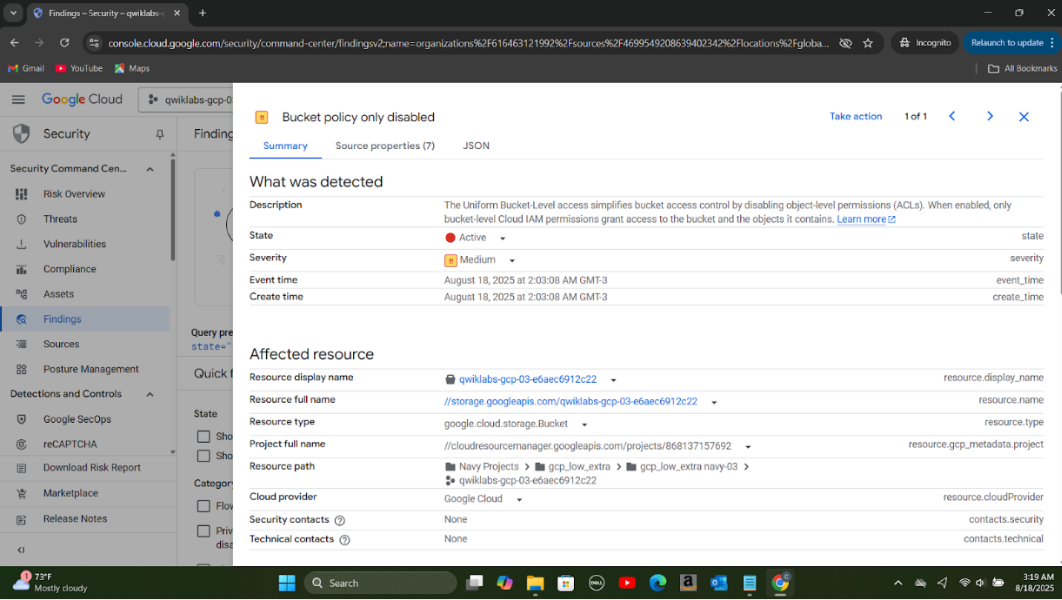 Findings – Security – qwiklabs-
console.cloud.google.com/security/command-center/findingsv2;name=organizations%2F616463121992%2Fsources%2F4699549208639402342%2Flocations%2Fgloba...
Incognito
Relaunch to update
Gmail YouTube Maps
All Bookmarks
Google Cloud
qwiklabs-gcp-0
Security
Finding
Security Command Cen...
Risk Overview
Threats
Vulnerabilities
Compliance
Assets
Findings
Sources
Posture Management
Detections and Controls
Google SecOps
reCAPTCHA
Download Risk Report
Marketplace
Release Notes
Query pre
state="
Quick f
State
Sho
Sho
Category
Flow
Priv
disa
Bucket policy only disabled
Take action 1 of 1
Summary Source properties (7) JSON
What was detected
Description The Uniform Bucket-Level access simplifies bucket access control by disabling object-level permissions (ACLs). When enabled, only
bucket-level Cloud IAM permissions grant access to the bucket and the objects it contains. Learn more
State Active state
Severity Medium severity
Event time August 18, 2025 at 2:03:08 AM GMT-3 event_time
Create time August 18, 2025 at 2:03:08 AM GMT-3 create_time
Affected resource
Resource display name qwiklabs-gcp-03-e6aec6912c22 resource.display_name
Resource full name //storage.googleapis.com/qwiklabs-gcp-03-e6aec6912c22 resource.name
Resource type google.cloud.storage.Bucket resource.type
Project full name //cloudresourcemanager.googleapis.com/projects/868137157692 resource.gcp_metadata.project
Resource path Navy Projects > gcp_low_extra > gcp_low_extra navy-03 >
qwiklabs-gcp-03-e6aec6912c22
Cloud provider Google Cloud resource.cloudProvider
Security contacts None contacts.security
Technical contacts None contacts.technical
1
73°F
Mostly cloudy
Search
DELL
3:19 AM
8/18/2025